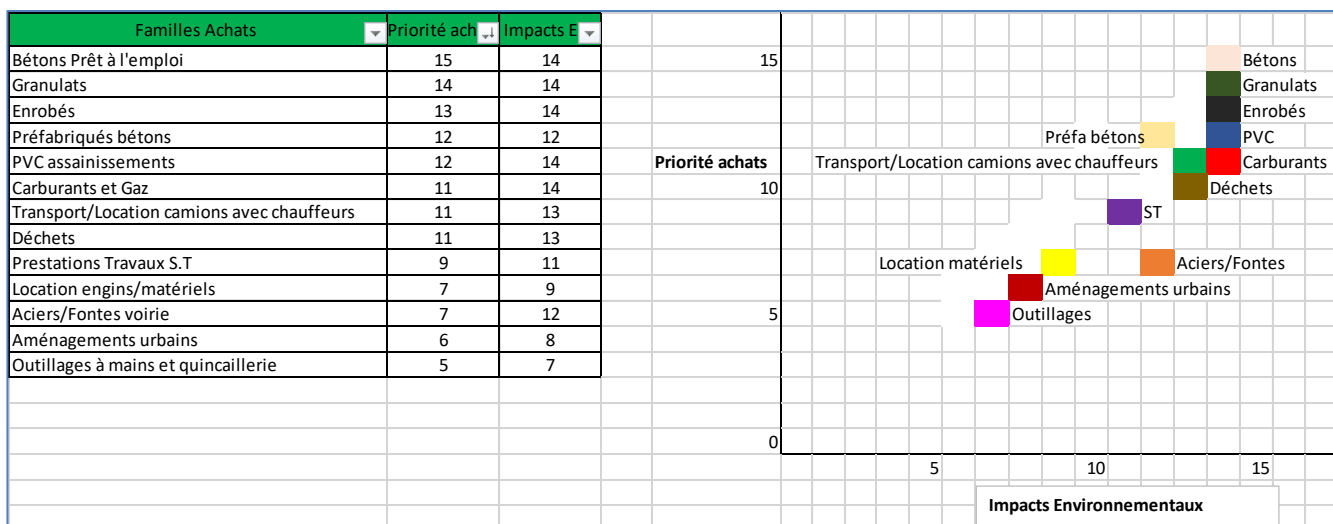 Familles Achats Priorité ach Impacts E
Bétons Prêt à l'emploi 15 14 15 Bétons
Granulats 14 14 Granulats
Enrobés 13 14 Enrobés
Préfabriqués bétons 12 12 Préfa bétons PVC
PVC assainissements 12 14 Priorité achats Transport/Location camions avec chauffeurs Carburants
Carburants et Gaz 11 14 10 Déchets
Transport/Location camions avec chauffeurs 11 13 ST
Déchets 11 13
Prestations Travaux S.T 9 11 Location matériels Aciers/Fontes
Location engins/matériels 7 9 Aménagements urbains
Aciers/Fontes voirie 7 12 5 Outillages
Aménagements urbains 6 8
Outillages à mains et quincaillerie 5 7
0
5 10 15
Impacts Environnementaux